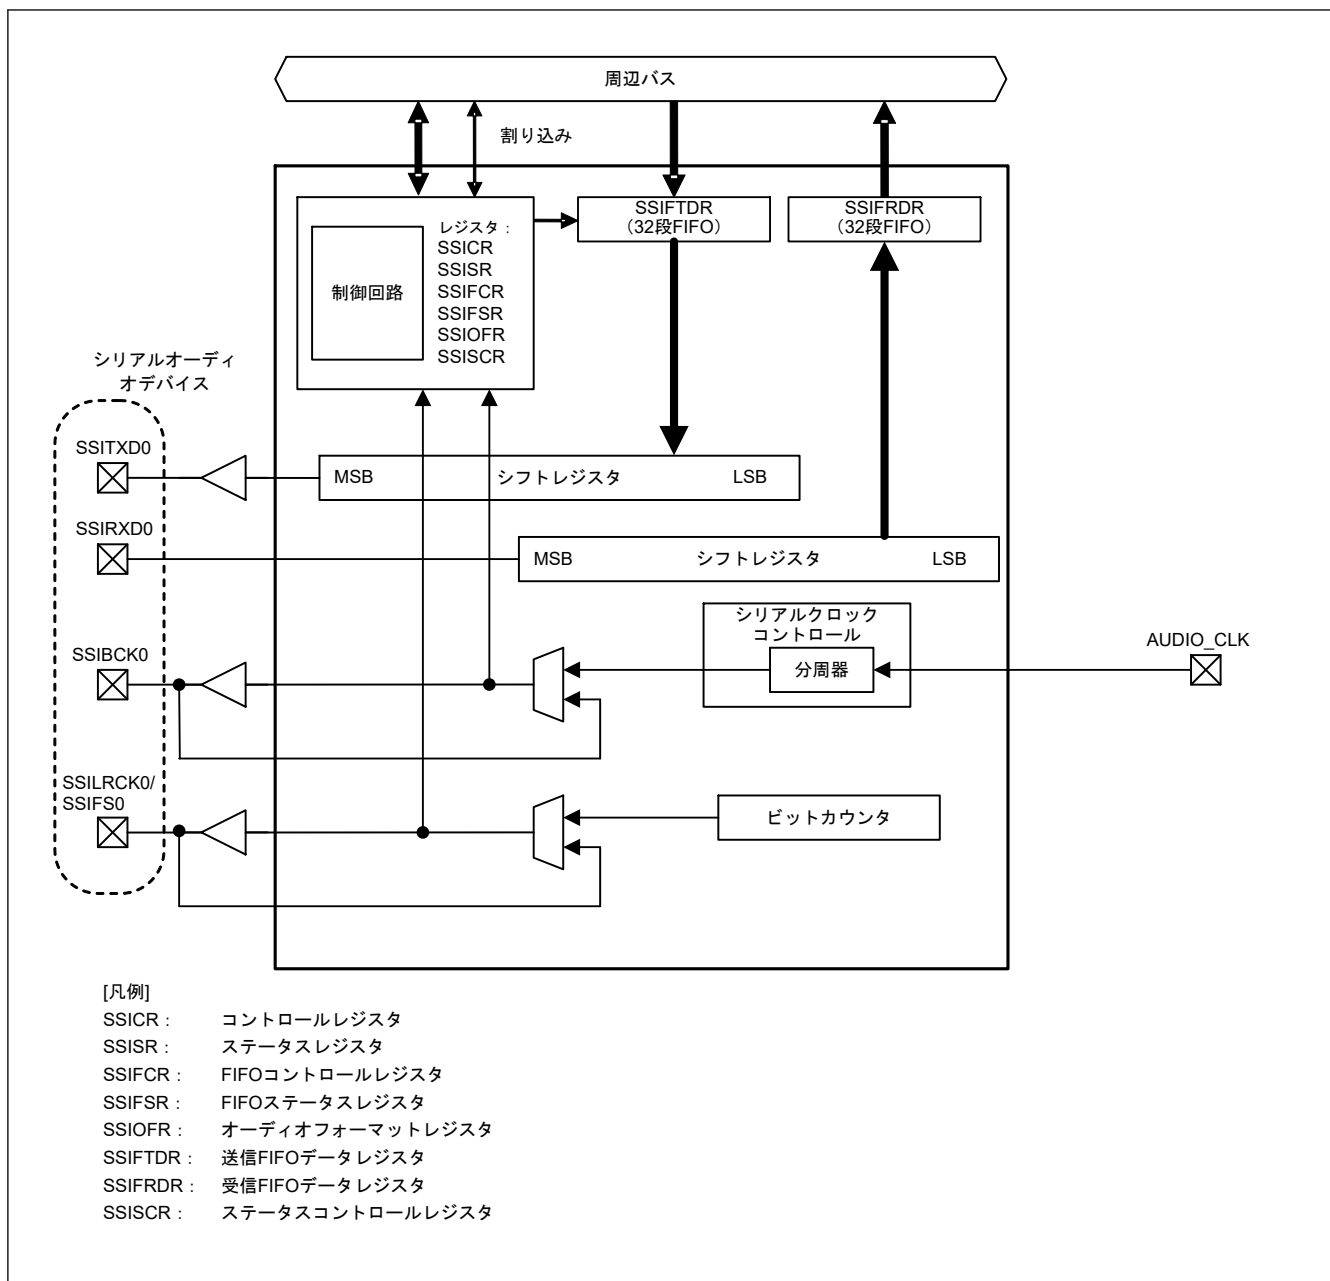 周辺バス
割り込み
SSIFTDR
（32段FIFO）
SSIFRDR
（32段FIFO）
レジスタ：
SSICR
SSISR
SSIFCR
SSIFSR
SSIOFR
SSISCR
制御回路
シリアルオーディ
オデバイス
SSITXD0
MSB シフトレジスタ LSB
SSIRXD0
MSB シフトレジスタ LSB
シリアルクロック
コントロール
分周器
AUDIO_CLK
SSIBCK0
SSILRCK0/
SSIFS0
ビットカウンタ
[凡例]
SSICR： コントロールレジスタ
SSISR： ステータスレジスタ
SSIFCR： FIFOコントロールレジスタ
SSIFSR： FIFOステータスレジスタ
SSIOFR： オーディオフォーマットレジスタ
SSIFTDR： 送信FIFOデータレジスタ
SSIFRDR： 受信FIFOデータレジスタ
SSISCR： ステータスコントロールレジスタ